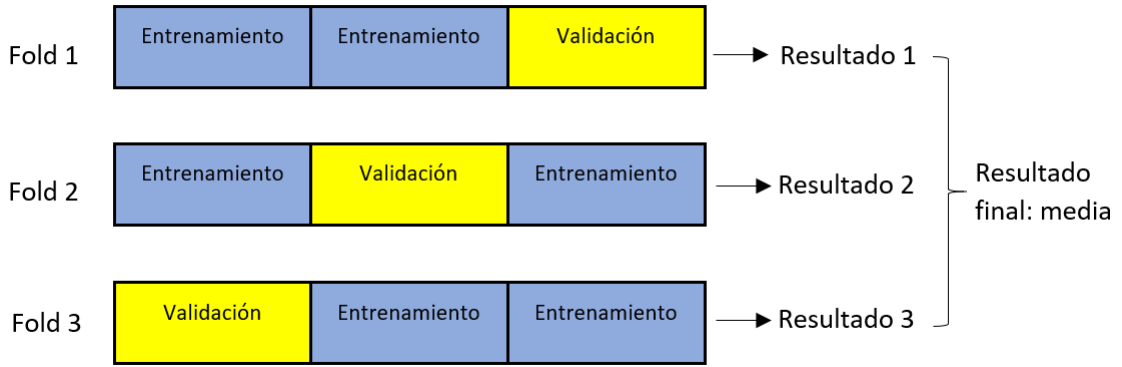 Fold 1 Entrenamiento Entrenamiento Validación Resultado 1
Fold 2 Entrenamiento Validación Entrenamiento Resultado 2
Fold 3 Validación Entrenamiento Entrenamiento Resultado 3
Resultado
final: media